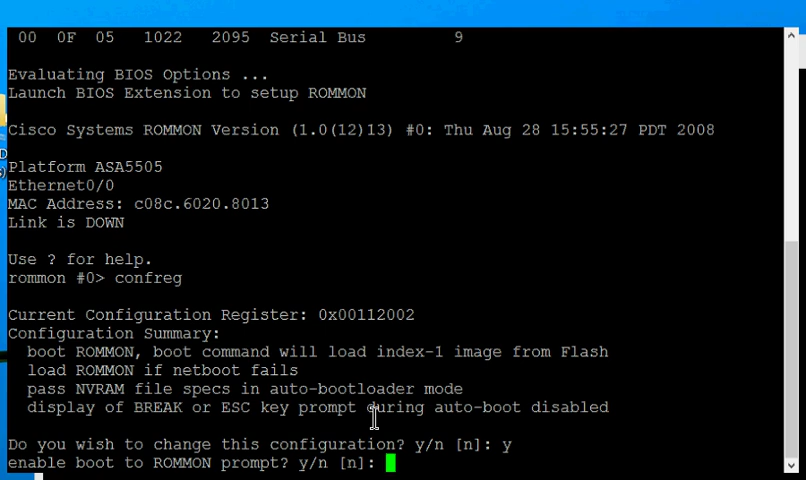 00 0F 05 1022 2095 Serial Bus 9
Evaluating BIOS Options ...
Launch BIOS Extension to setup ROMMON
Cisco Systems ROMMON Version (1.0(12)13) #0: Thu Aug 28 15:55:27 PDT 2008
Platform ASA5505
Ethernet0/0
MAC Address: c08c.6020.8013
Link is DOWN
Use ? for help.
rommon #0> confreg
Current Configuration Register: 0x00112002
Configuration Summary:
boot ROMMON, boot command will load index-1 image from Flash
load ROMMON if netboot fails
pass NVRAM file specs in auto-bootloader mode
display of BREAK or ESC key prompt during auto-boot disabled
Do you wish to change this configuration? y/n [n]: y
enable boot to ROMMON prompt? y/n [n]: